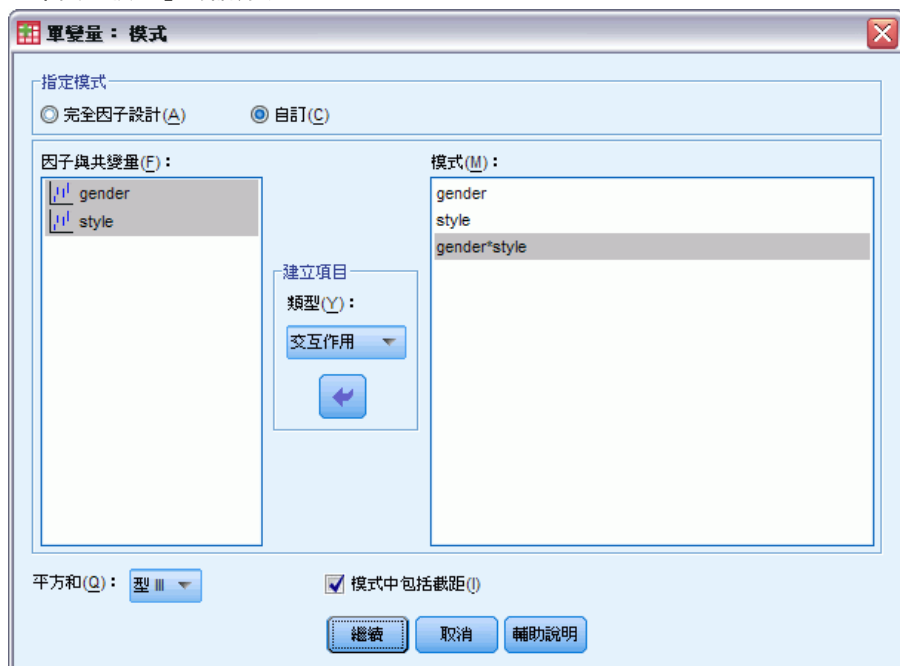 單變量： 模式
指定模式
完全因子設計(A)
自訂(C)
因子與共變量(F)：
gender
style
建立項目
類型(Y)：
交互作用
模式(M)：
gender
style
gender*style
平方和(Q)：
型 III
模式中包括截距(I)
繼續
取消
輔助說明